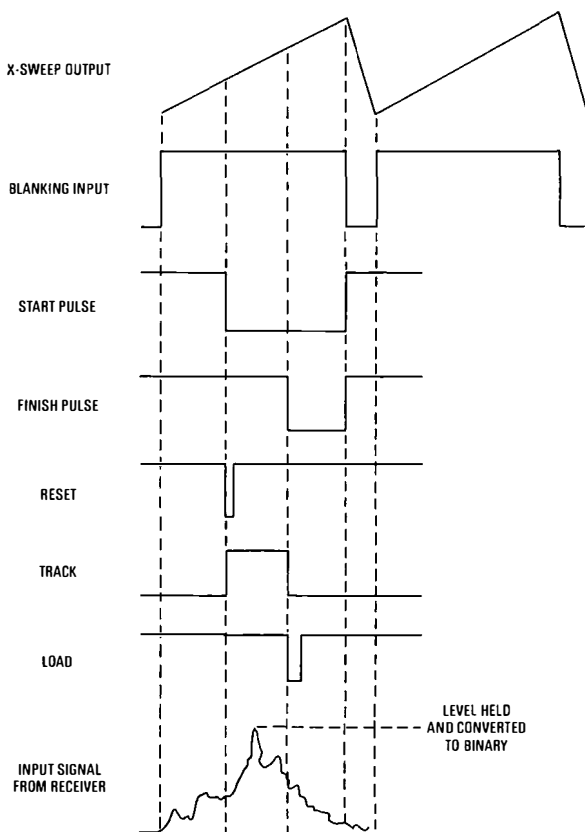 X-SWEEP OUTPUT
BLANKING INPUT
START PULSE
FINISH PULSE
RESET
TRACK
LOAD
LEVEL HELD
AND CONVERTED
TO BINARY
INPUT SIGNAL
FROM RECEIVER